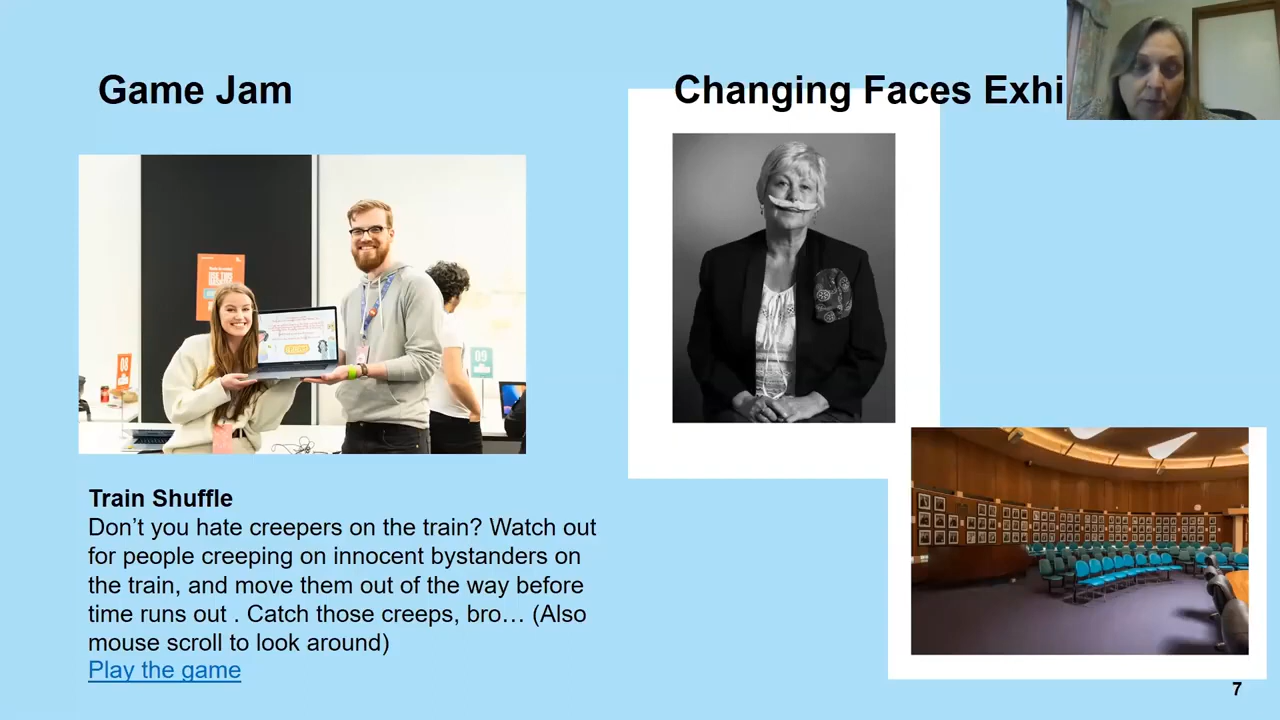 Game Jam
Changing Faces Exhi
08
09
Train Shuffle
Don’t you hate creepers on the train? Watch out
for people creeping on innocent bystanders on
the train, and move them out of the way before
time runs out . Catch those creeps, bro… (Also
mouse scroll to look around)
Play the game
7